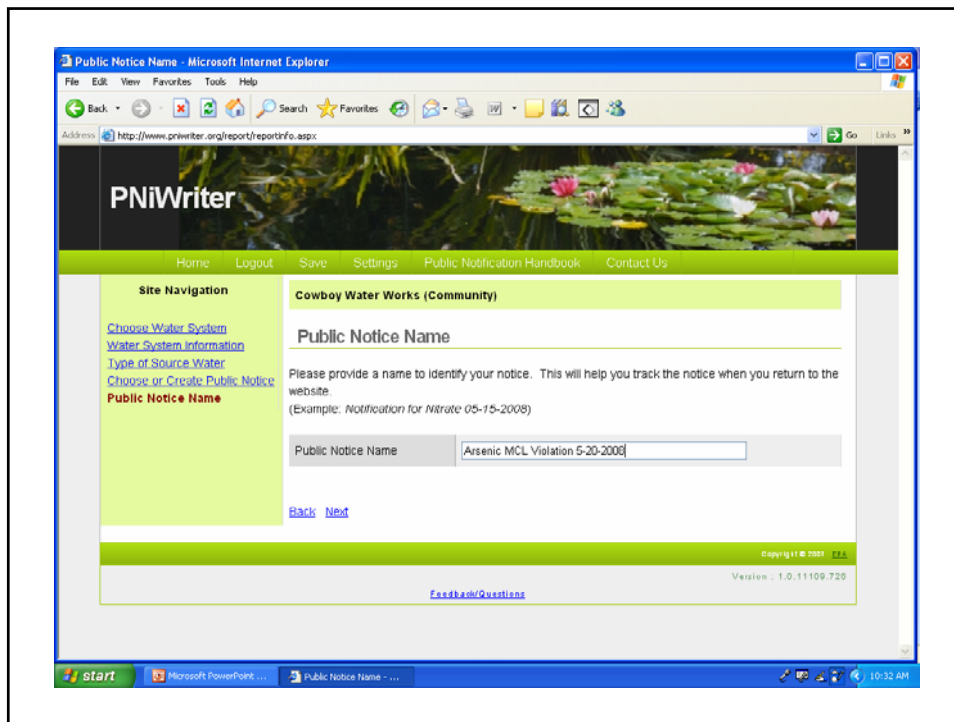 Public Notice Name - Microsoft Internet Explorer
File Edit View Favorites Tools Help
Back Search Favorites
Address http://www.pniwriter.org/report/reportinfo.aspx Go Links »
PNiWriter
Home Logout Save Settings Public Notification Handbook Contact Us
Site Navigation
Choose Water System
Water System Information
Type of Source Water
Choose or Create Public Notice
Public Notice Name
Cowboy Water Works (Community)
Public Notice Name
Please provide a name to identify your notice. This will help you track the notice when you return to the
website.
(Example: Notification for Nitrate 05-15-2008)
Public Notice Name Arsenic MCL Violation 5-20-2008
Back Next
Copyright © EPA
Version : 1.0.11109.726
Feedback/Questions
start Microsoft PowerPoint ... Public Notice Name - ... 10:32 AM